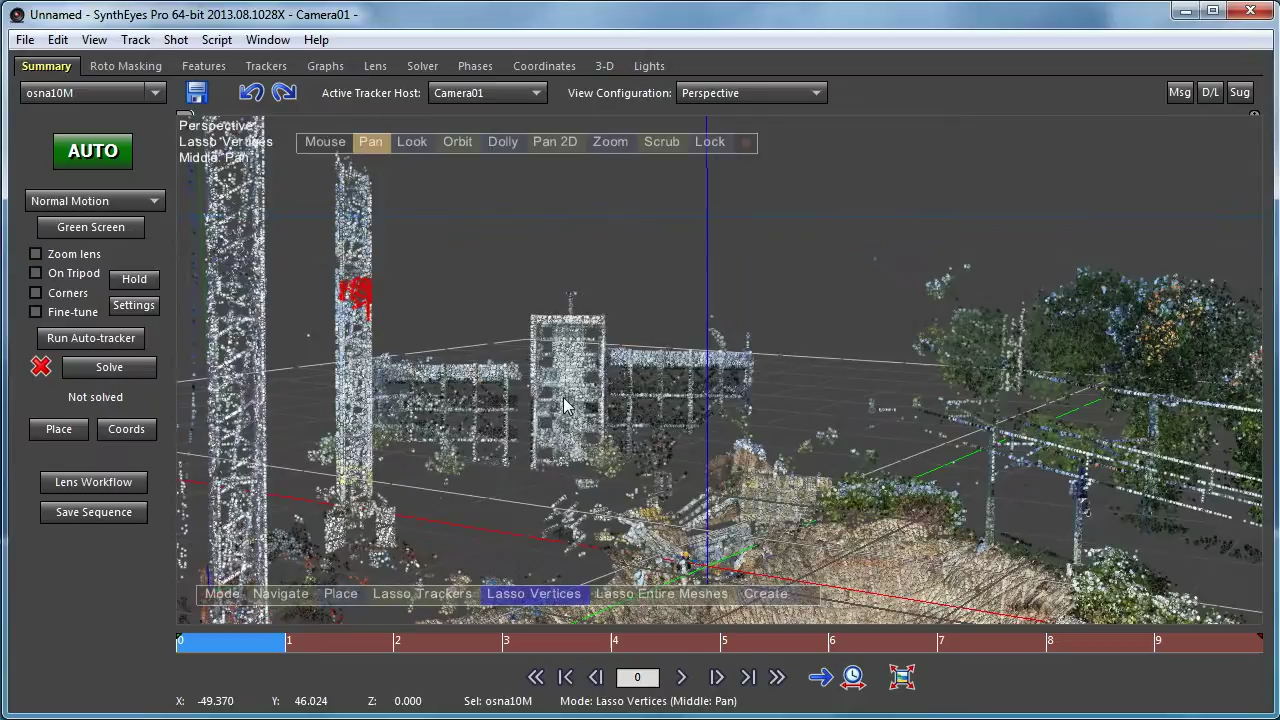 Unnamed - SynthEyes Pro 64-bit 2013.08.1028X - Camera01 -
File Edit View Track Shot Script Window Help
Summary Roto Masking Features Trackers Graphs Lens Solver Phases Coordinates 3-D Lights
osna10M Active Tracker Host: Camera01 View Configuration: Perspective Msg D/L Sug
Perspective
Lasso Vertices
Middle: Pan
Mouse Pan Look Orbit Dolly Pan 2D Zoom Scrub Lock
AUTO
Normal Motion
Green Screen
Zoom lens
On Tripod Hold
Corners
Fine-tune Settings
Run Auto-tracker
Solve
Not solved
Place Coords
Lens Workflow
Save Sequence
Mode Navigate Place Lasso Trackers Lasso Vertices Lasso Entire Meshes Create
0 1 2 3 4 5 6 7 8 9
0
X: -49.370 Y: 46.024 Z: 0.000 Sel: osna10M Mode: Lasso Vertices (Middle: Pan)